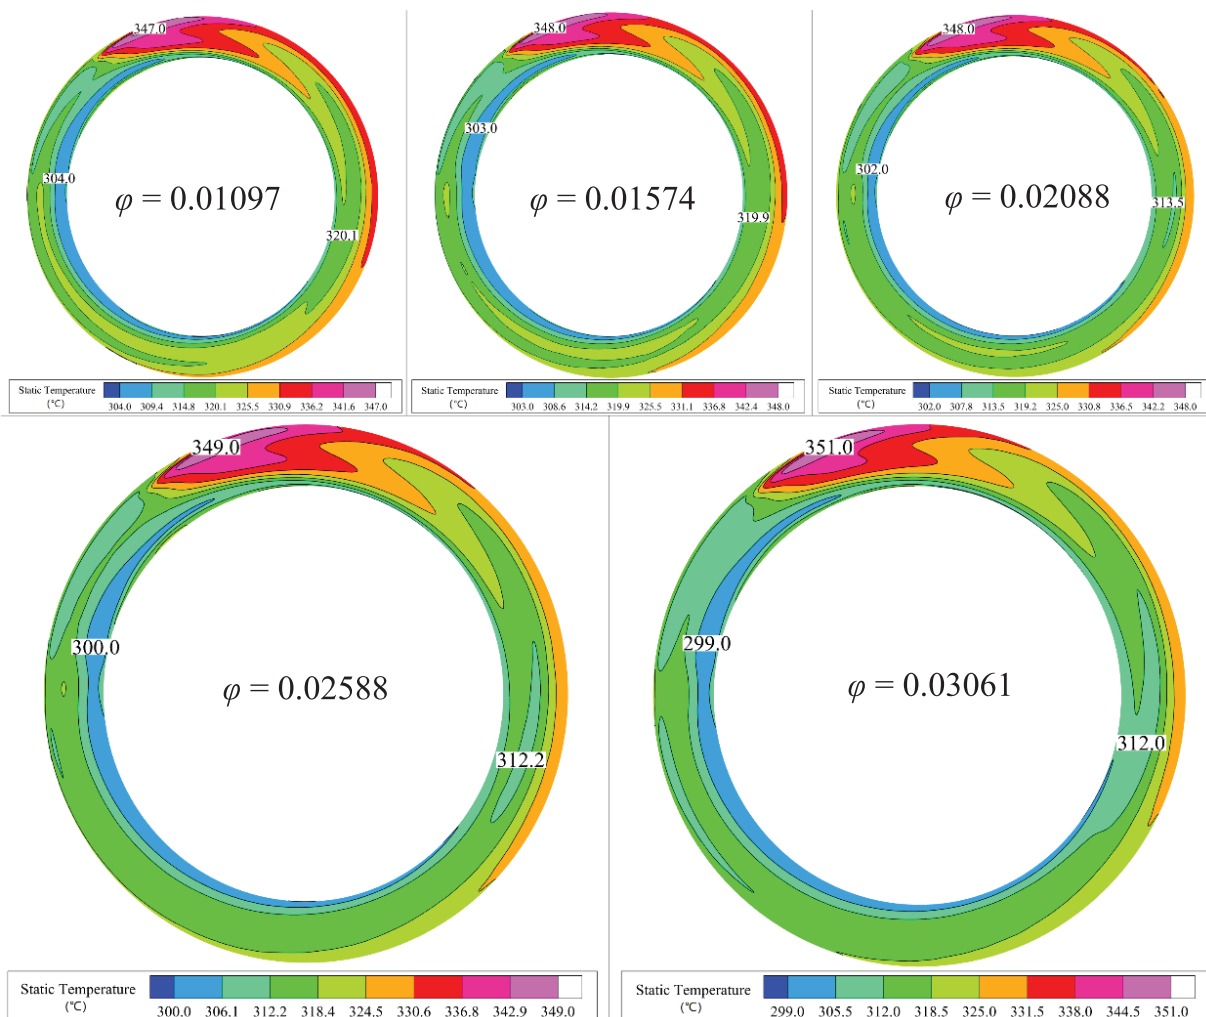 347.0
304.0
φ = 0.01097
320.1
Static Temperature
(℃)
304.0 309.4 314.8 320.1 325.5 330.9 336.2 341.6 347.0
348.0
303.0
φ = 0.01574
319.9
Static Temperature
(℃)
303.0 308.6 314.2 319.9 325.5 331.1 336.8 342.4 348.0
348.0
302.0
φ = 0.02088
313.5
Static Temperature
(℃)
302.0 307.8 313.5 319.2 325.0 330.8 336.5 342.2 348.0
349.0
300.0
φ = 0.02588
312.2
Static Temperature
(℃)
300.0 306.1 312.2 318.4 324.5 330.6 336.8 342.9 349.0
351.0
299.0
φ = 0.03061
312.0
Static Temperature
(℃)
299.0 305.5 312.0 318.5 325.0 331.5 338.0 344.5 351.0